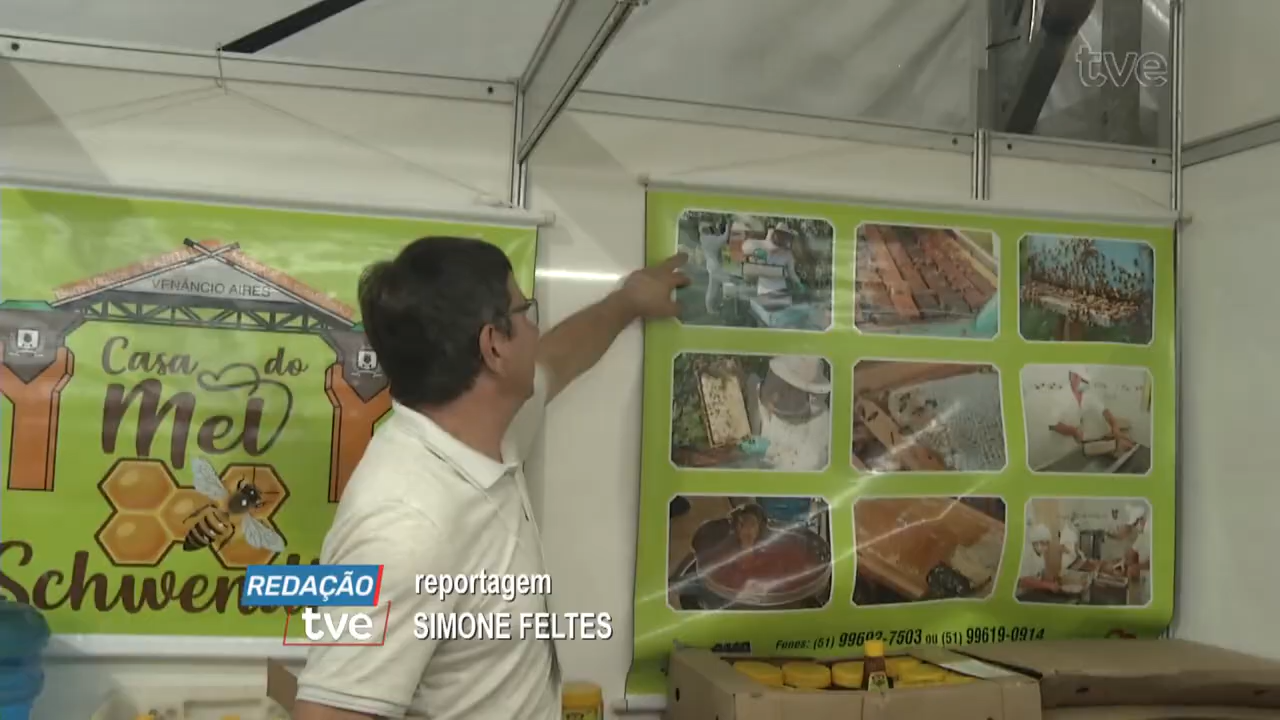 tve
VENÂNCIO AIRES
Casa do
Mel
REDAÇÃO
tve
reportagem
SIMONE FELTES
Fones: (51) 99692-7503 ou (51) 99619-0914